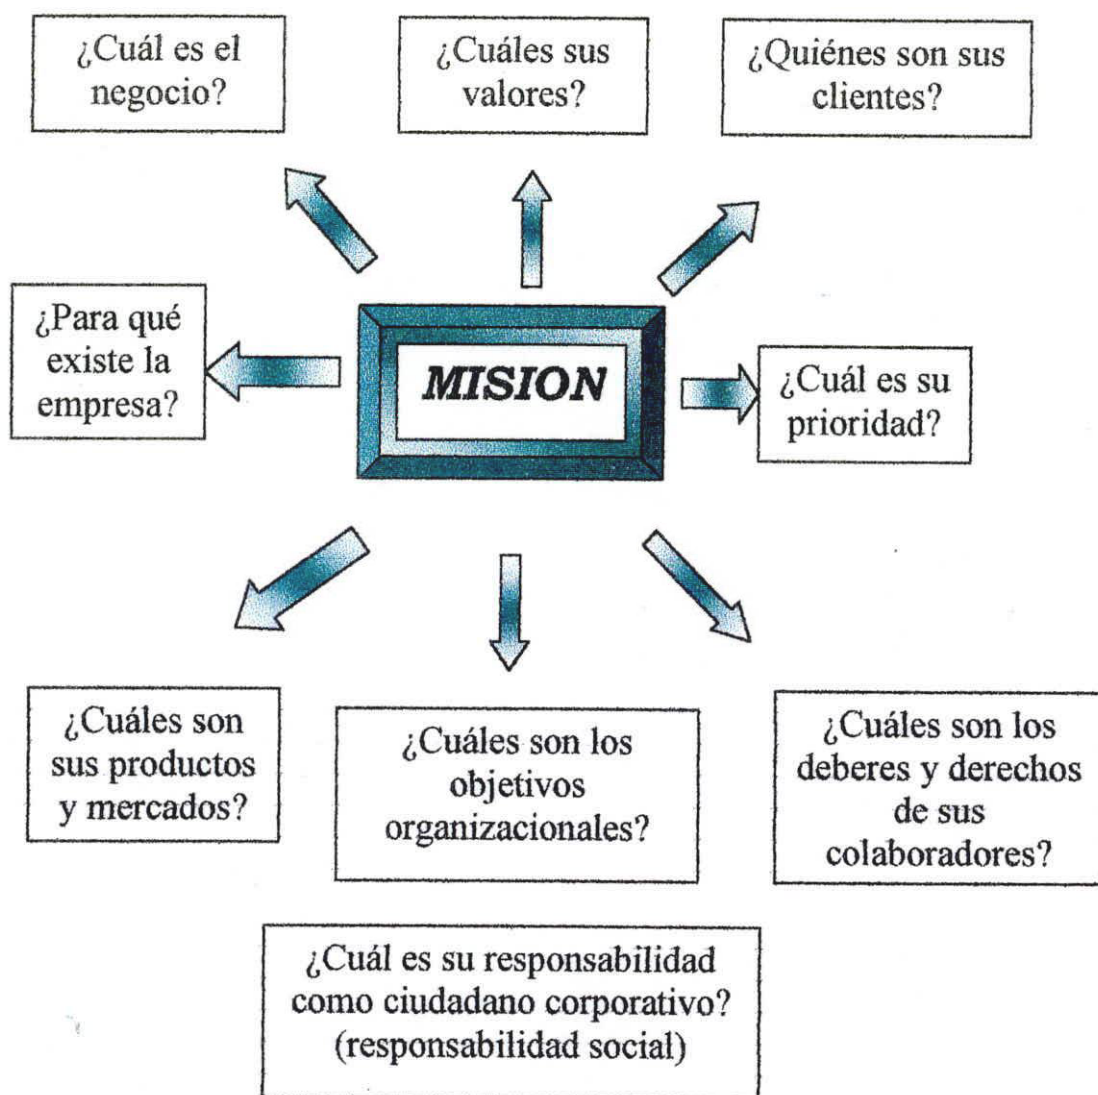 ¿Cuál es el
negocio?
¿Cuáles sus
valores?
¿Quiénes son sus
clientes?
¿Para qué
existe la
empresa?
MISION
¿Cuál es su
prioridad?
¿Cuáles son
sus productos
y mercados?
¿Cuáles son los
objetivos
organizacionales?
¿Cuáles son los
deberes y derechos
de sus
colaboradores?
¿Cuál es su responsabilidad
como ciudadano corporativo?
(responsabilidad social)